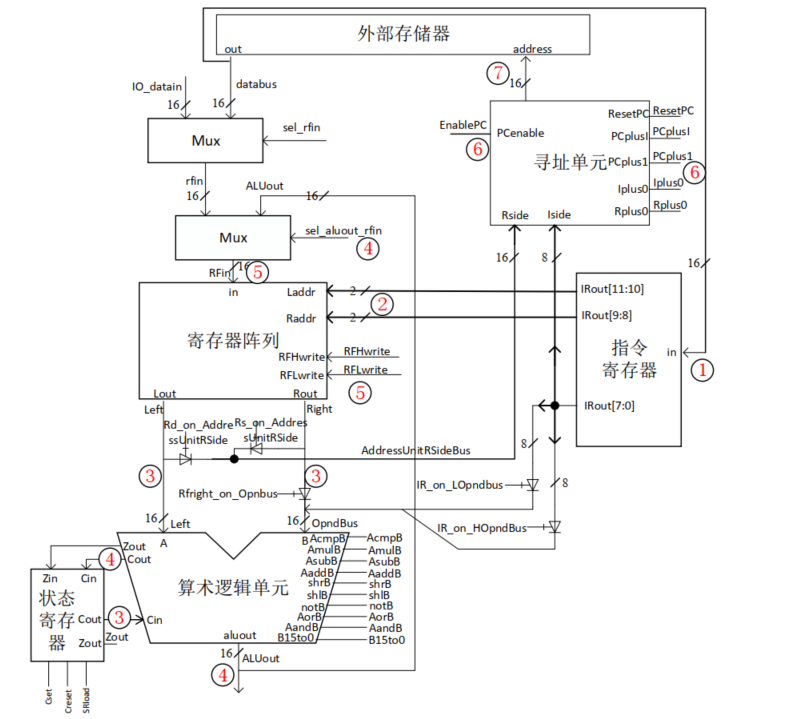 外部存储器
out
address
⑦
16
IO_datain
16
databus
16
Mux
sel_rfin
EnablePC
PCenable
⑥
寻址单元
ResetPC
ResetPC
PCplusI
PCplusI
PCplus1
PCplus1
⑥
Iplus0
Iplus0
Rplus0
Rplus0
Rside
Iside
rfin
16
ALUout
16
Mux
sel_aluout_rfin
④
16
8
16
RFin
16
⑤
in
寄存器阵列
Laddr
2
②
Raddr
2
RFHwrite
RFHwrite
RFLwrite
RFLwrite
⑤
Lout
Rout
IRout[11:10]
IRout[9:8]
指令
寄存器
in
①
IRout[7:0]
Left
Right
Rd_on_Addre
ssUnitRSide
Rs_on_Addres
sUnitRSide
AddressUnitRSideBus
8
③
③
Rfright_on_Opnbus
IR_on_LOpndbus
8
IR_on_HOpndBus
16
Left
16
OpndBus
A
B
算术逻辑单元
AcmpB
AcmpB
AmulB
AmulB
AsubB
AsubB
AaddB
AaddB
shrB
shrB
shlB
shlB
notB
notB
AorB
AorB
AandB
AandB
B15to0
B15to0
Zout
④
Cout
Zin
Cin
状态
寄存
器
Cout
③
Cin
Zout
Zout
aluout
16
ALUout
④
Cset
Creset
SRload